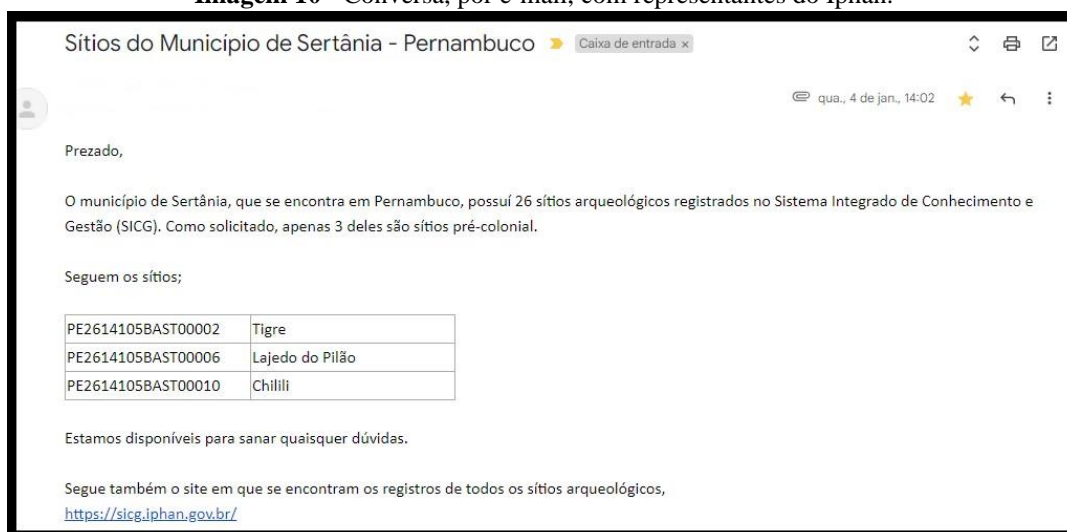 Imagem 10 - Conversa, por e-mail, com representantes do Iphan.
Sítios do Município de Sertânia - Pernambuco Caixa de entrada x
qua., 4 de jan., 14:02
Prezado,
O município de Sertânia, que se encontra em Pernambuco, possuí 26 sítios arqueológicos registrados no Sistema Integrado de Conhecimento e
Gestão (SICG). Como solicitado, apenas 3 deles são sítios pré-colonial.
Seguem os sítios;
PE2614105BAST00002 Tigre
PE2614105BAST00006 Lajedo do Pilão
PE2614105BAST00010 Chilili
Estamos disponíveis para sanar quaisquer dúvidas.
Segue também o site em que se encontram os registros de todos os sítios arqueológicos,
https://sicg.iphan.gov.br/